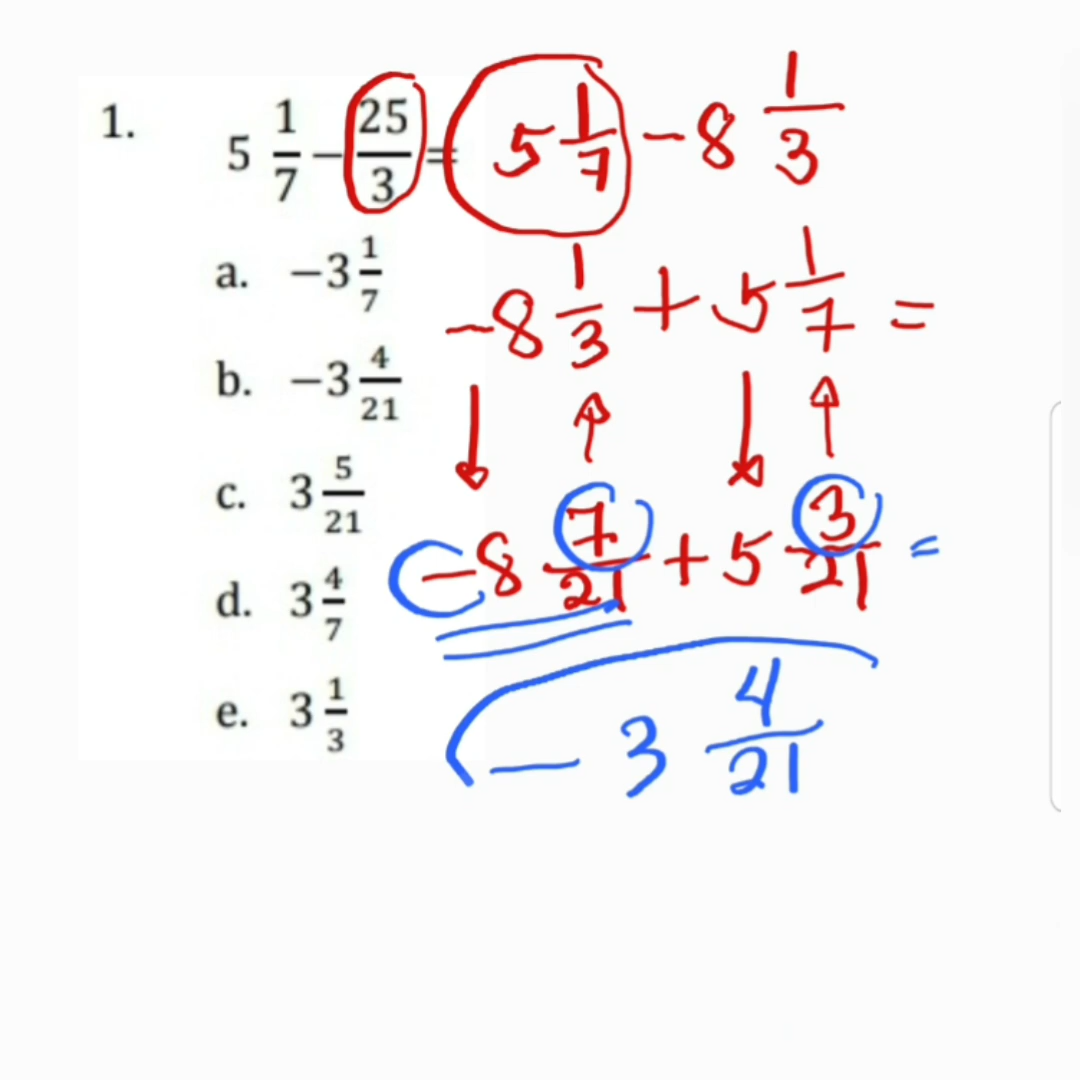 1. 5 1/7 − 25/3 = 5 1/7 − 8 1/3
a. −3 1/7
−8 1/3 + 5 1/7 =
b. −3 4/21
c. 3 5/21
−8 7/21 + 5 3/21 =
d. 3 4/7
e. 3 1/3
− 3 4/21